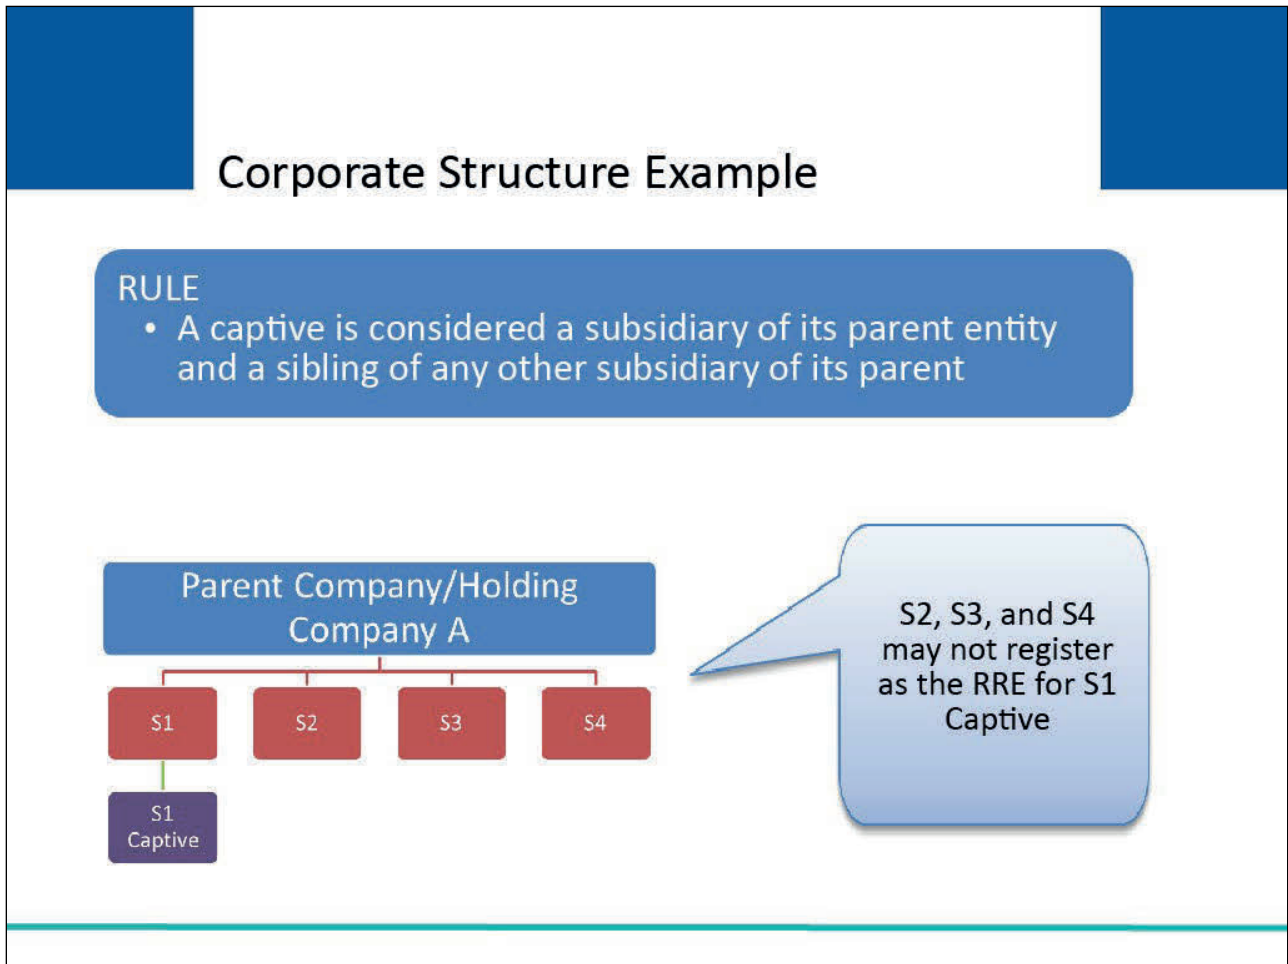 Corporate Structure Example
RULE
• A captive is considered a subsidiary of its parent entity
and a sibling of any other subsidiary of its parent
Parent Company/Holding
Company A
S1
S2
S3
S4
S1
Captive
S2, S3, and S4
may not register
as the RRE for S1
Captive